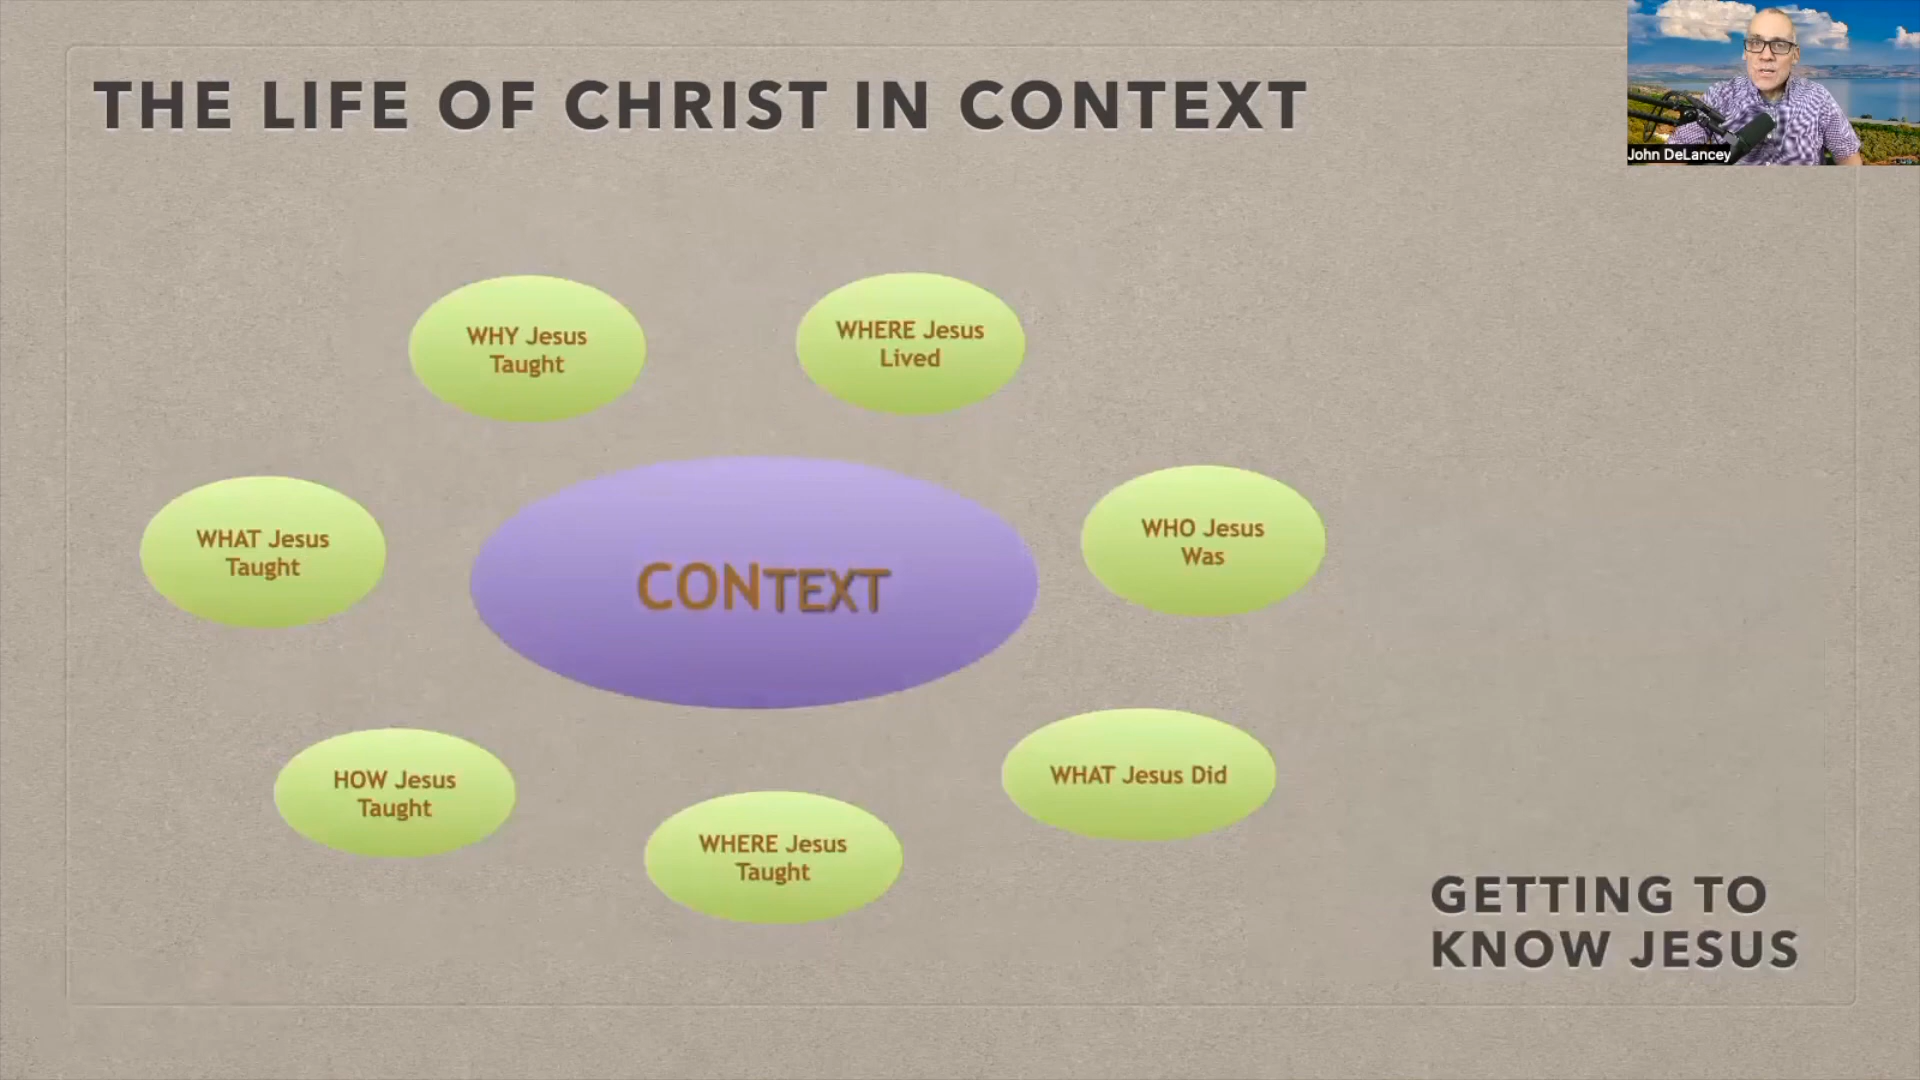 THE LIFE OF CHRIST IN CONTEXT
John DeLancey
WHY Jesus
Taught
WHERE Jesus
Lived
WHAT Jesus
Taught
CONTEXT
WHO Jesus
Was
HOW Jesus
Taught
WHERE Jesus
Taught
WHAT Jesus Did
GETTING TO
KNOW JESUS